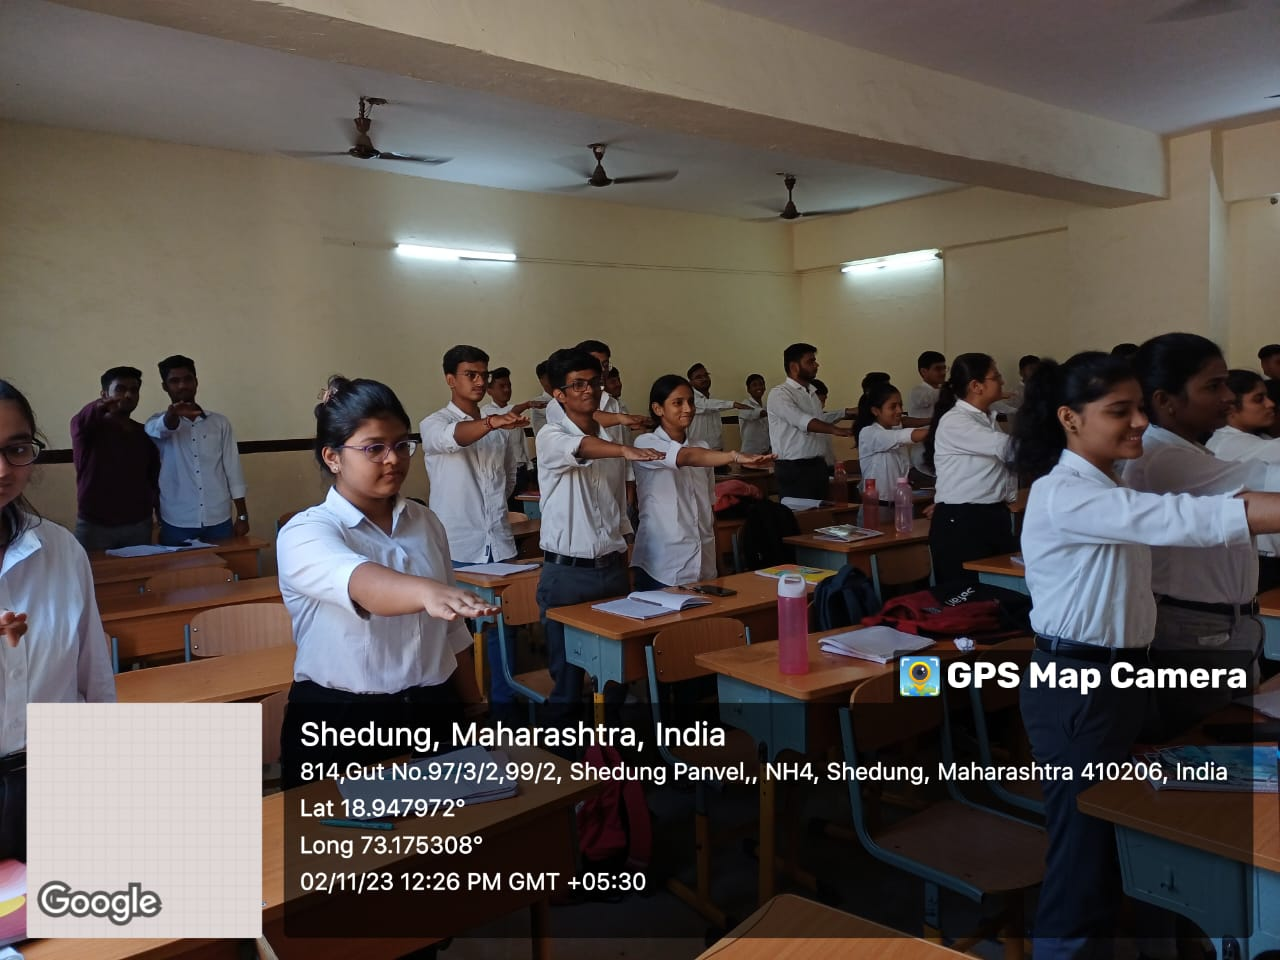 Safari
GPS Map Camera
Shedung, Maharashtra, India
814,Gut No.97/3/2,99/2, Shedung Panvel,, NH4, Shedung, Maharashtra 410206, India
Lat 18.947972°
Long 73.175308°
02/11/23 12:26 PM GMT +05:30
Google